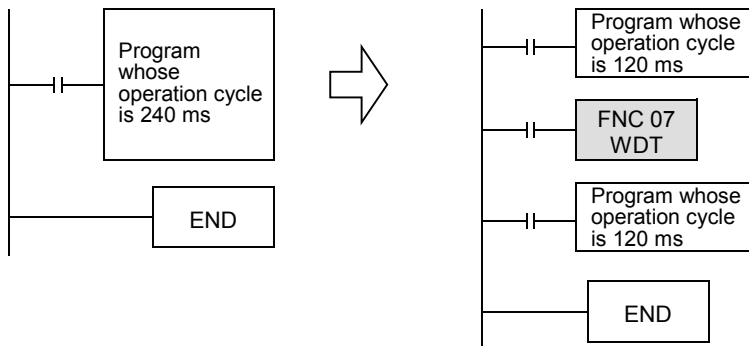 Program
whose
operation cycle
is 240 ms
END
Program whose
operation cycle
is 120 ms
FNC 07
WDT
Program whose
operation cycle
is 120 ms
END